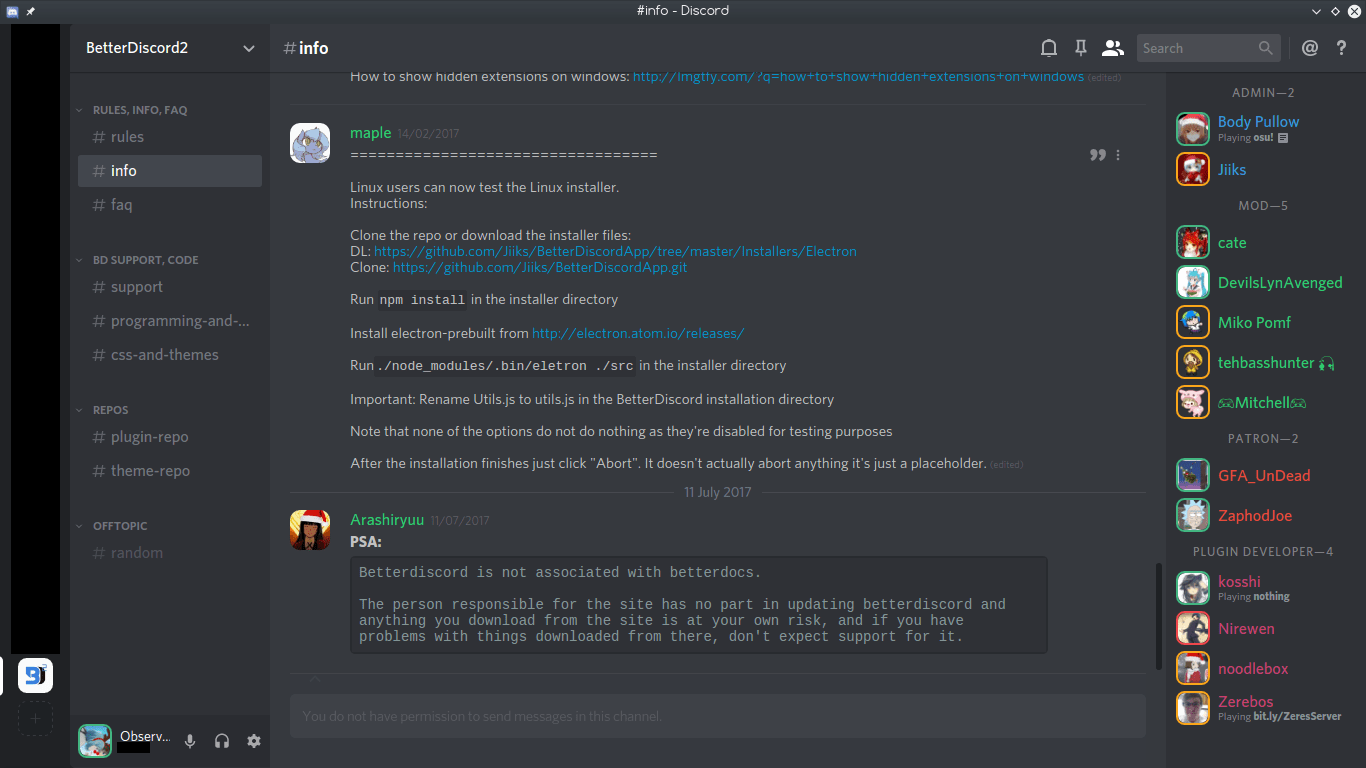 #info - Discord
BetterDiscord2
#info
Search
@
?
RULES, INFO, FAQ
# rules
# info
# faq
BD SUPPORT, CODE
# support
# programming-and-...
# css-and-themes
REPOS
# plugin-repo
# theme-repo
OFFTOPIC
# random
Observ...
How to show hidden extensions on windows: http://lmgtfy.com/?q=how+to+show+hidden+extensions+on+windows (edited)
maple 14/02/2017
==================================
Linux users can now test the Linux installer.
Instructions:
Clone the repo or download the installer files:
DL: https://github.com/Jiiks/BetterDiscordApp/tree/master/Installers/Electron
Clone: https://github.com/Jiiks/BetterDiscordApp.git
Run npm install in the installer directory
Install electron-prebuilt from http://electron.atom.io/releases/
Run ./node_modules/.bin/eletron ./src in the installer directory
Important: Rename Utils.js to utils.js in the BetterDiscord installation directory
Note that none of the options do not do nothing as they're disabled for testing purposes
After the installation finishes just click "Abort". It doesn't actually abort anything it's just a placeholder. (edited)
11 July 2017
Arashiryuu 11/07/2017
PSA:
Betterdiscord is not associated with betterdocs.
The person responsible for the site has no part in updating betterdiscord and
anything you download from the site is at your own risk, and if you have
problems with things downloaded from there, don't expect support for it.
You do not have permission to send messages in this channel.
ADMIN—2
Body Pullow
Playing osu!
Jiiks
MOD—5
cate
DevilsLynAvenged
Miko Pomf
tehbasshunter
Mitchell
PATRON—2
GFA_UnDead
ZaphodJoe
PLUGIN DEVELOPER—4
kosshi
Playing nothing
Nirewen
noodlebox
Zerebos
Playing bit.ly/ZeresServer